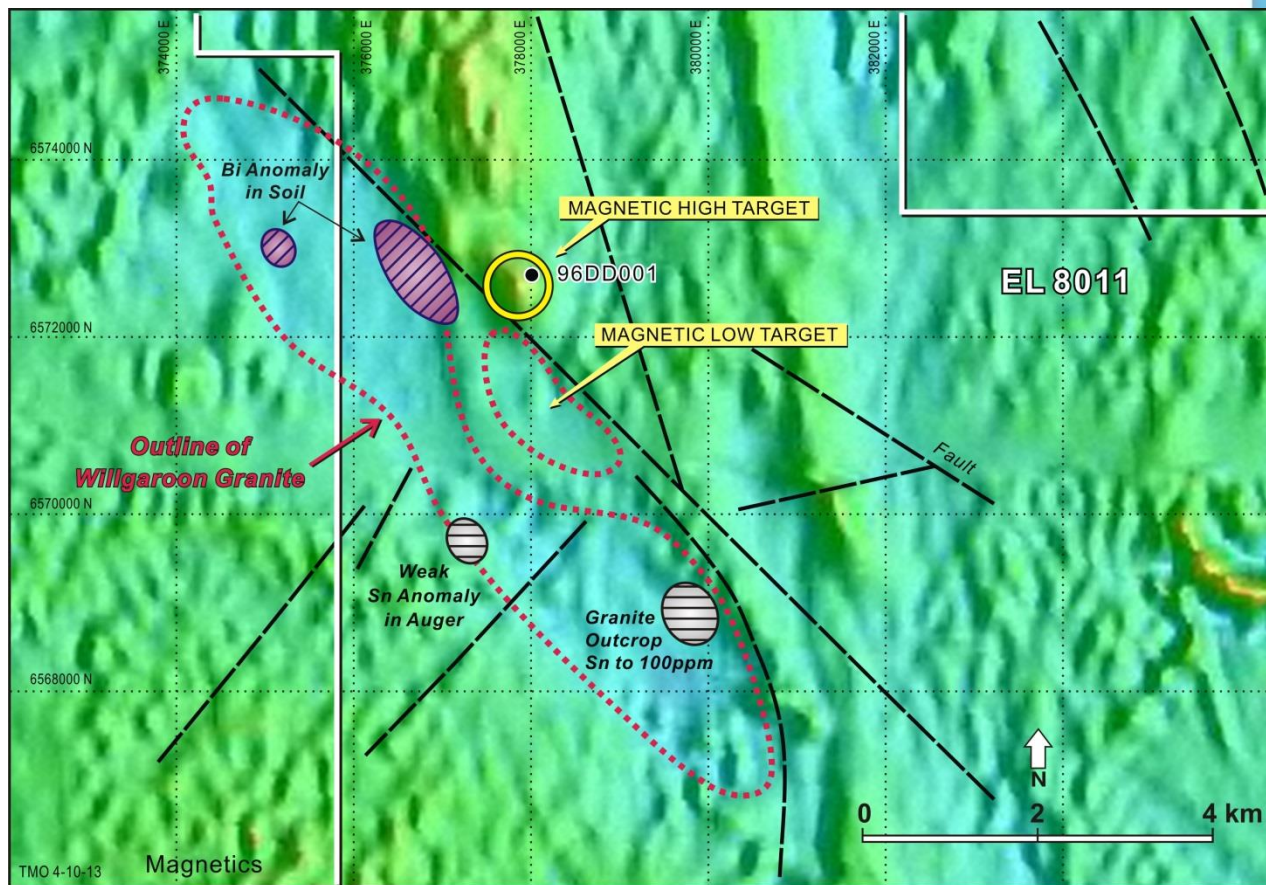 374000 E
376000 E
378000 E
380000 E
382000 E
6574000 N
Bi Anomaly
in Soil
MAGNETIC HIGH TARGET
96DD001
EL 8011
6572000 N
MAGNETIC LOW TARGET
Outline of
Willgaroon Granite
Fault
6570000 N
Weak
Sn Anomaly
in Auger
Granite
Outcrop
Sn to 100ppm
6568000 N
N
0
2
4 km
TMO 4-10-13
Magnetics